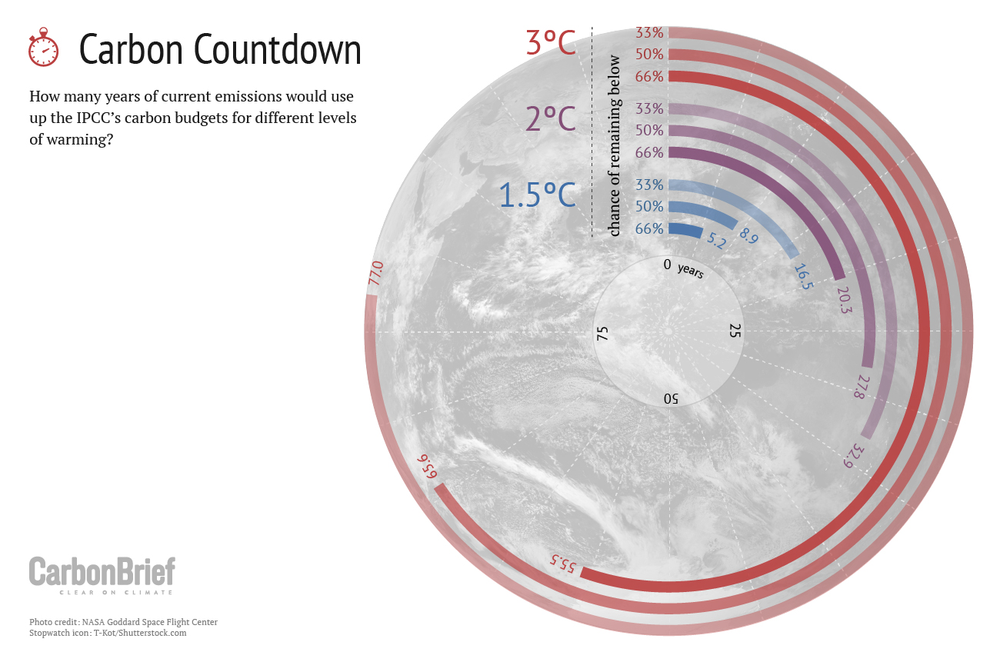 Carbon Countdown
How many years of current emissions would use
up the IPCC’s carbon budgets for different levels
of warming?
3°C
2°C
1.5°C
chance of remaining below
33%
50%
66%
33%
50%
66%
33%
50%
66%
77.0
65.6
55.5
32.9
27.8
20.3
16.5
8.9
5.2
0 years
25
50
75
CarbonBrief
CLEAR ON CLIMATE
Photo credit: NASA Goddard Space Flight Center
Stopwatch icon: T-Kot/Shutterstock.com